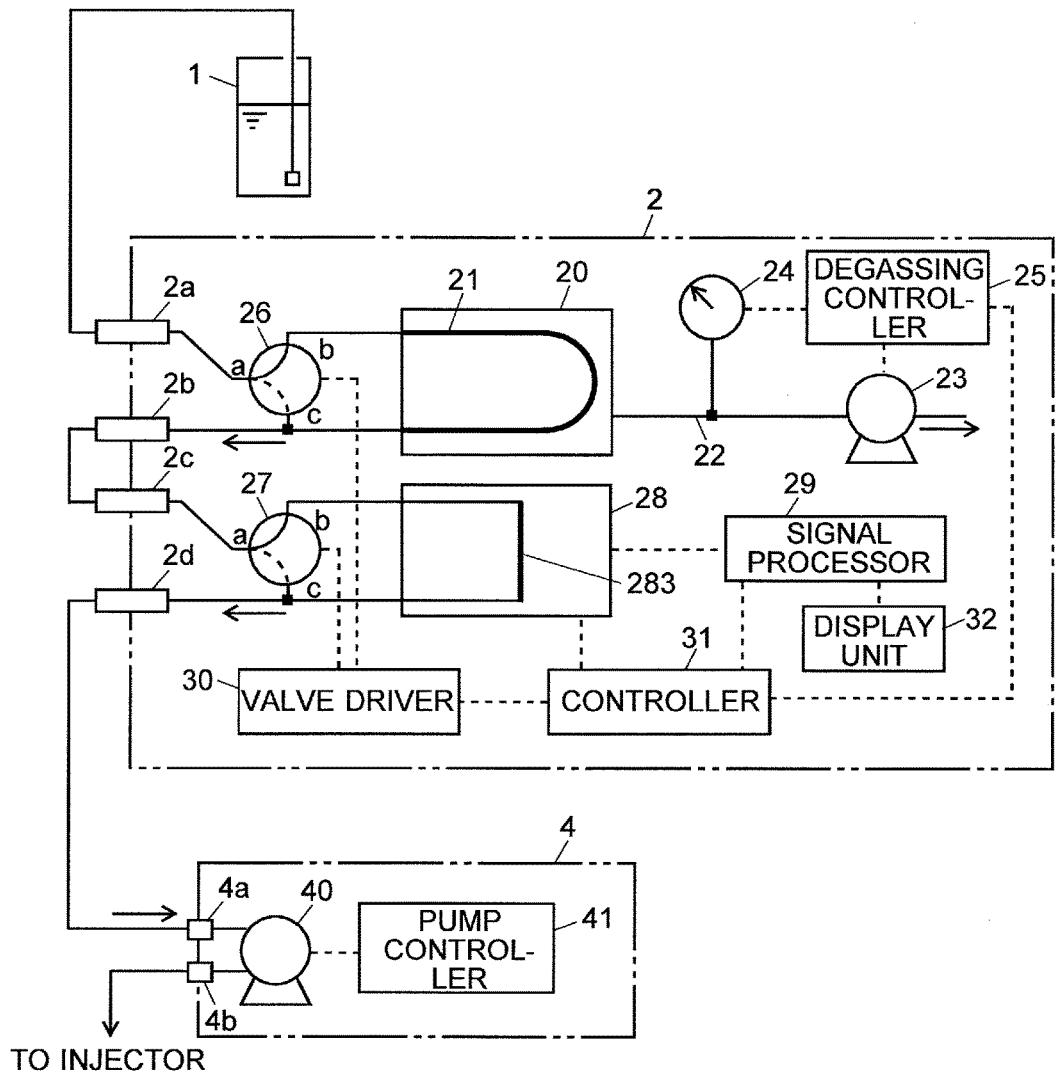 1
2
2a
26
21
20
24
DEGASSING
CONTROL-
LER
25
a
b
c
2b
23
22
2c
27
28
29
SIGNAL
PROCESSOR
a
b
c
2d
283
DISPLAY
UNIT
32
30
VALVE DRIVER
31
CONTROLLER
4
4a
40
PUMP
CONTROL-
LER
41
4b
TO INJECTOR